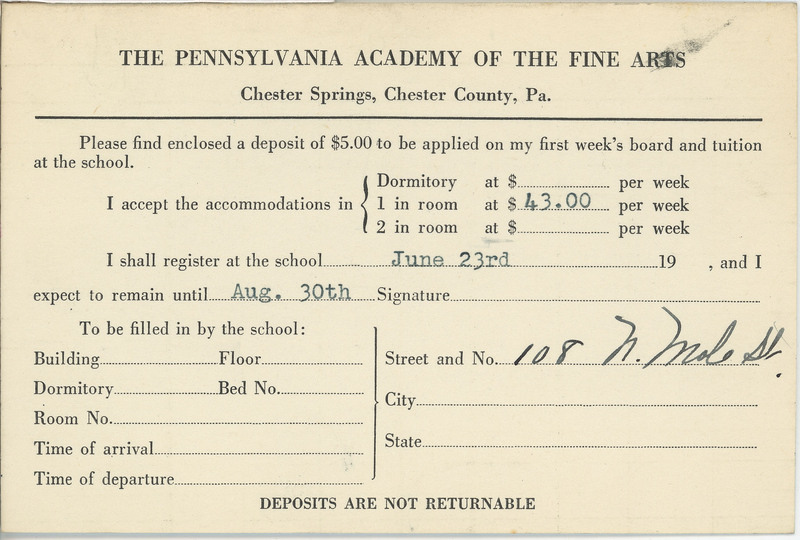 THE PENNSYLVANIA ACADEMY OF THE FINE ARTS
Chester Springs, Chester County, Pa.
Please find enclosed a deposit of $5.00 to be applied on my first week's board and tuition
at the school.
Dormitory at $ per week
I accept the accommodations in 1 in room at $ 43.00 per week
2 in room at $ per week
I shall register at the school June 23rd 19 , and I
expect to remain until Aug. 30th Signature
To be filled in by the school:
Building Floor
Street and No. 108 N. Mole St.
Dormitory Bed No.
City
Room No.
State
Time of arrival
Time of departure
DEPOSITS ARE NOT RETURNABLE